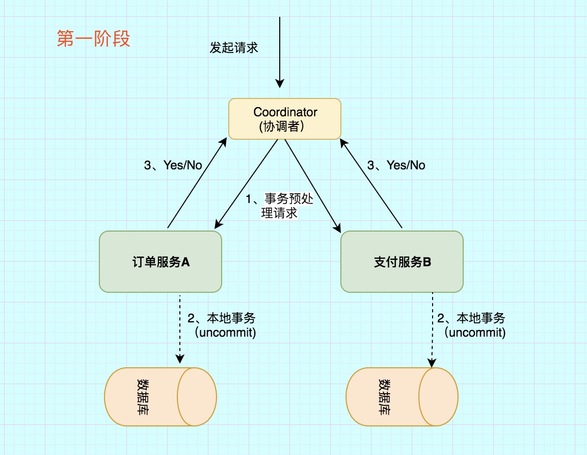 第一阶段
发起请求
Coordinator
(协调者）
3、Yes/No
3、Yes/No
1、事务预处
理请求
订单服务A
支付服务B
2、本地事务
（uncommit)
2、本地事务
（uncommit)
数据库
数据库